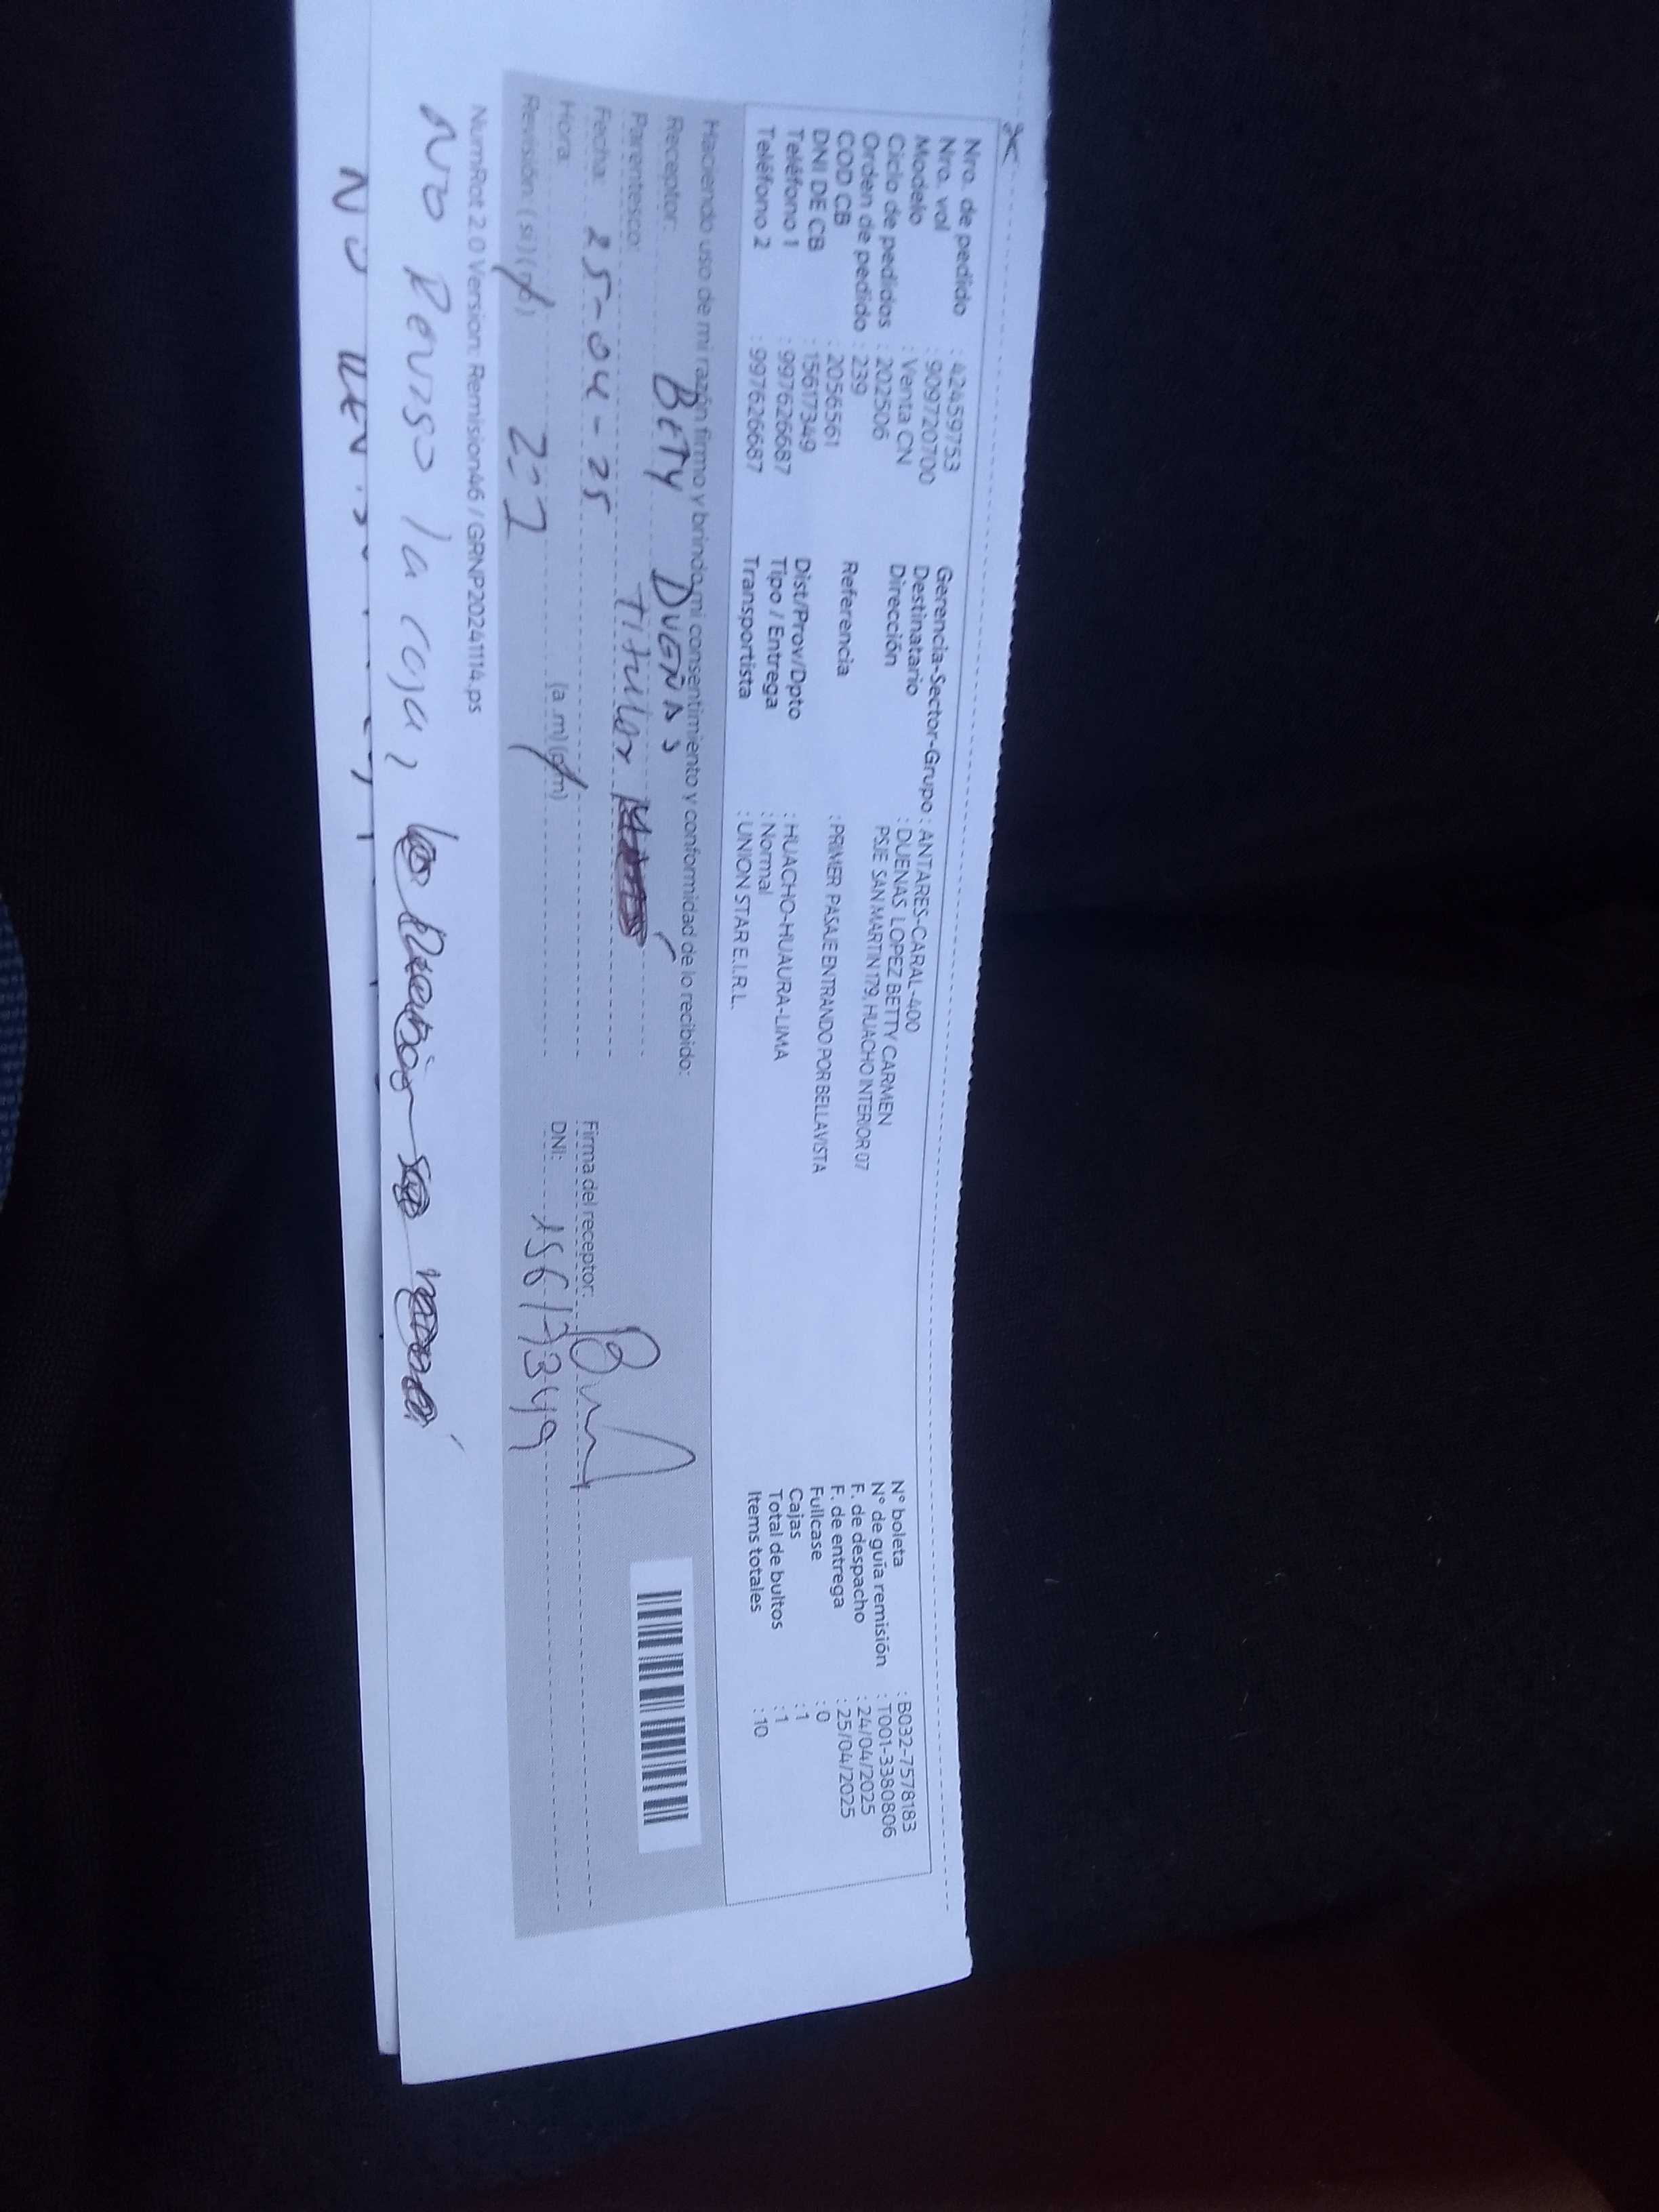 Nro. de pedido : 42459753
Nro. vol : 909720700
Modelo : Venta CN
Ciclo de pedidos : 202506
Orden de pedido : 239
COD CB : 2056561
DNI DE CB : 15617349
Teléfono 1 : 997626687
Teléfono 2 : 997626687
Gerencia-Sector-Grupo : ANTARES-CARAL-400
Destinatario : DUENAS LOPEZ BETTY CARMEN
Dirección PSJE SAN MARTIN 179, HUACHO INTERIOR 07
Referencia : PRIMER PASAJE ENTRANDO POR BELLAVISTA
Dist/Prov/Dpto : HUACHO-HUAURA-LIMA
Tipo / Entrega : Normal
Transportista : UNION STAR E.I.R.L.
N° boleta : B032-7578183
N° de guía remisión : T001-3380806
F. de despacho : 24/04/2025
F. de entrega : 25/04/2025
Fullcase : 0
Cajas : 1
Total de bultos : 1
Items totales : 10
Haciendo uso de mi razón firmo y brindo mi consentimiento y conformidad de lo recibido:
Receptor: BETY DUEÑAS
Parentesco: Titular
Fecha: 25-04-25
Hora: 2:1 (a .m) (p.m)
Revisión ( si ) (no)
Firma del receptor:
DNI: 15617349
NumRot 2.0 Version: Remision46 / GRNP20241114.ps
No Reviso la caja,
NO